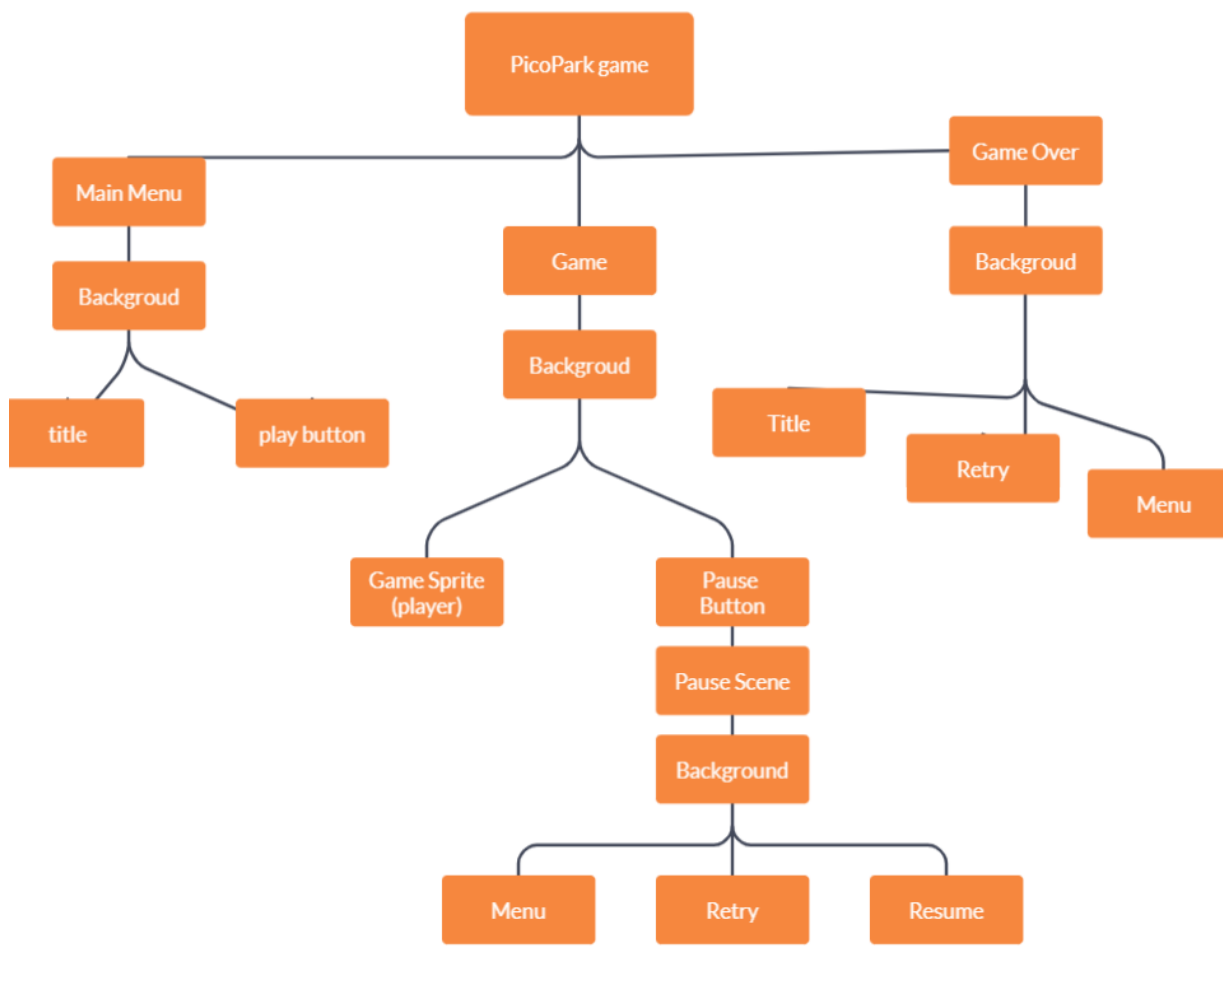 PicoPark game
Game Over
Main Menu
Game
Backgroud
Backgroud
Backgroud
title
play button
Title
Retry
Menu
Game Sprite
(player)
Pause
Button
Pause Scene
Background
Menu
Retry
Resume